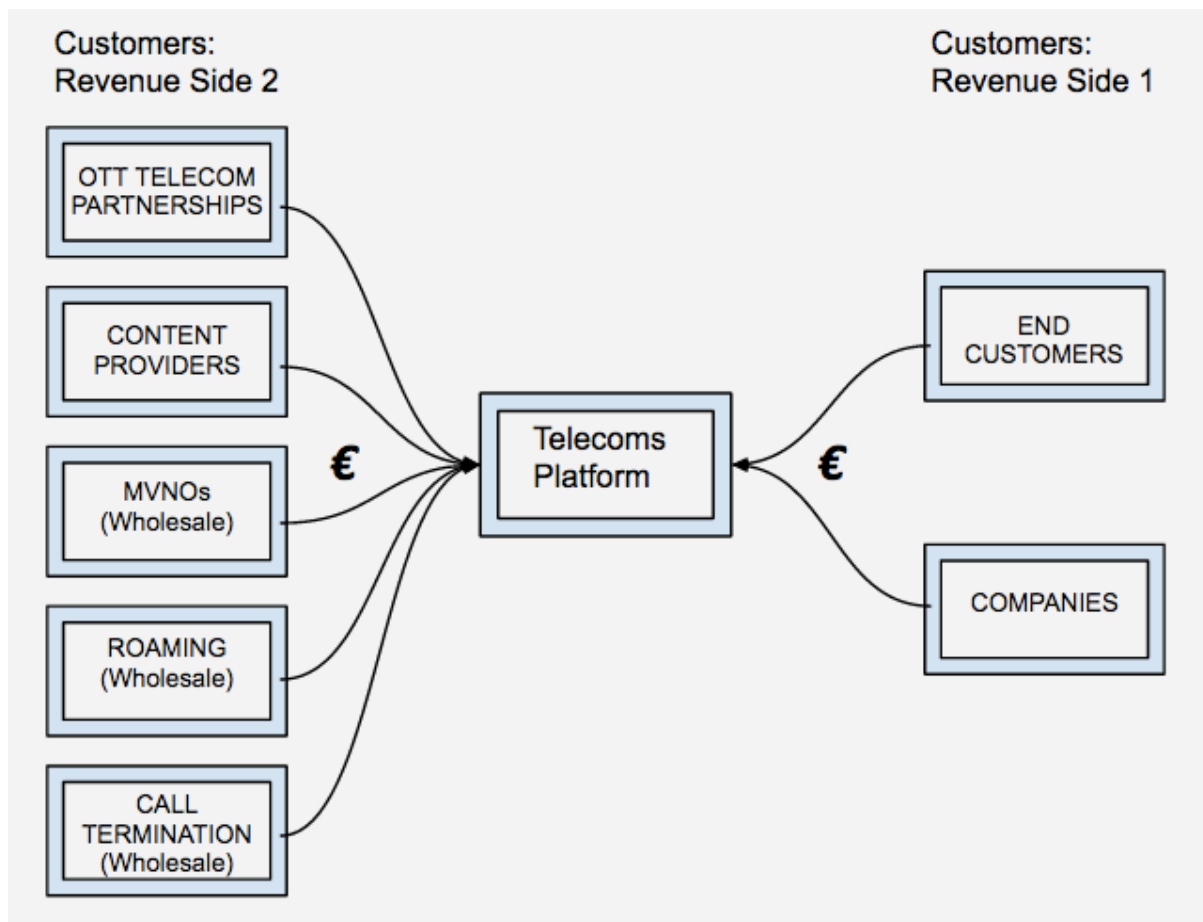 Customers:
Revenue Side 2
Customers:
Revenue Side 1
OTT TELECOM
PARTNERSHIPS
CONTENT
PROVIDERS
MVNOs
(Wholesale)
ROAMING
(Wholesale)
CALL
TERMINATION
(Wholesale)
€
Telecoms
Platform
€
END
CUSTOMERS
COMPANIES